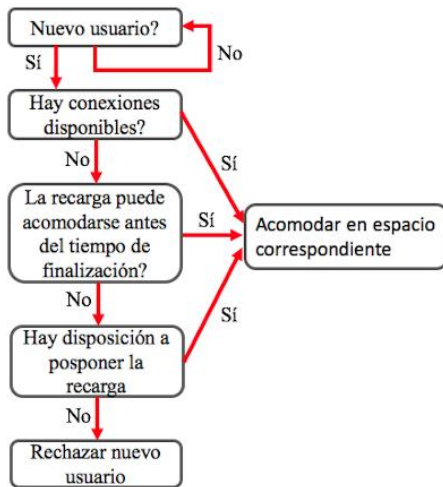 Nuevo usuario?
No
Sí
Hay conexiones
disponibles?
No
Sí
La recarga puede
acomodarse antes
del tiempo de
finalización?
Sí
Acomodar en espacio
correspondiente
No
Sí
Hay disposición a
posponer la
recarga
No
Rechazar nuevo
usuario